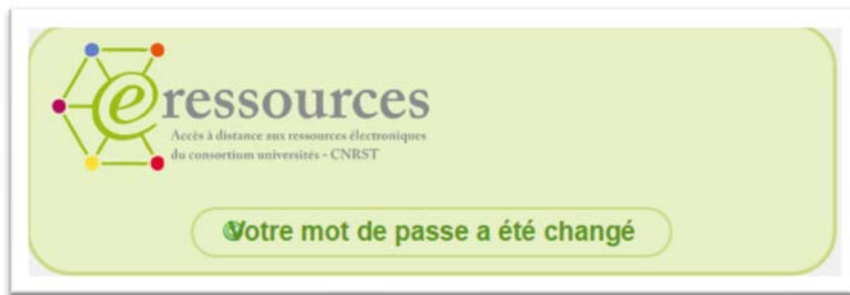 eressources
Accès à distance aux ressources électroniques
du consortium universités - CNRST
Votre mot de passe a été changé